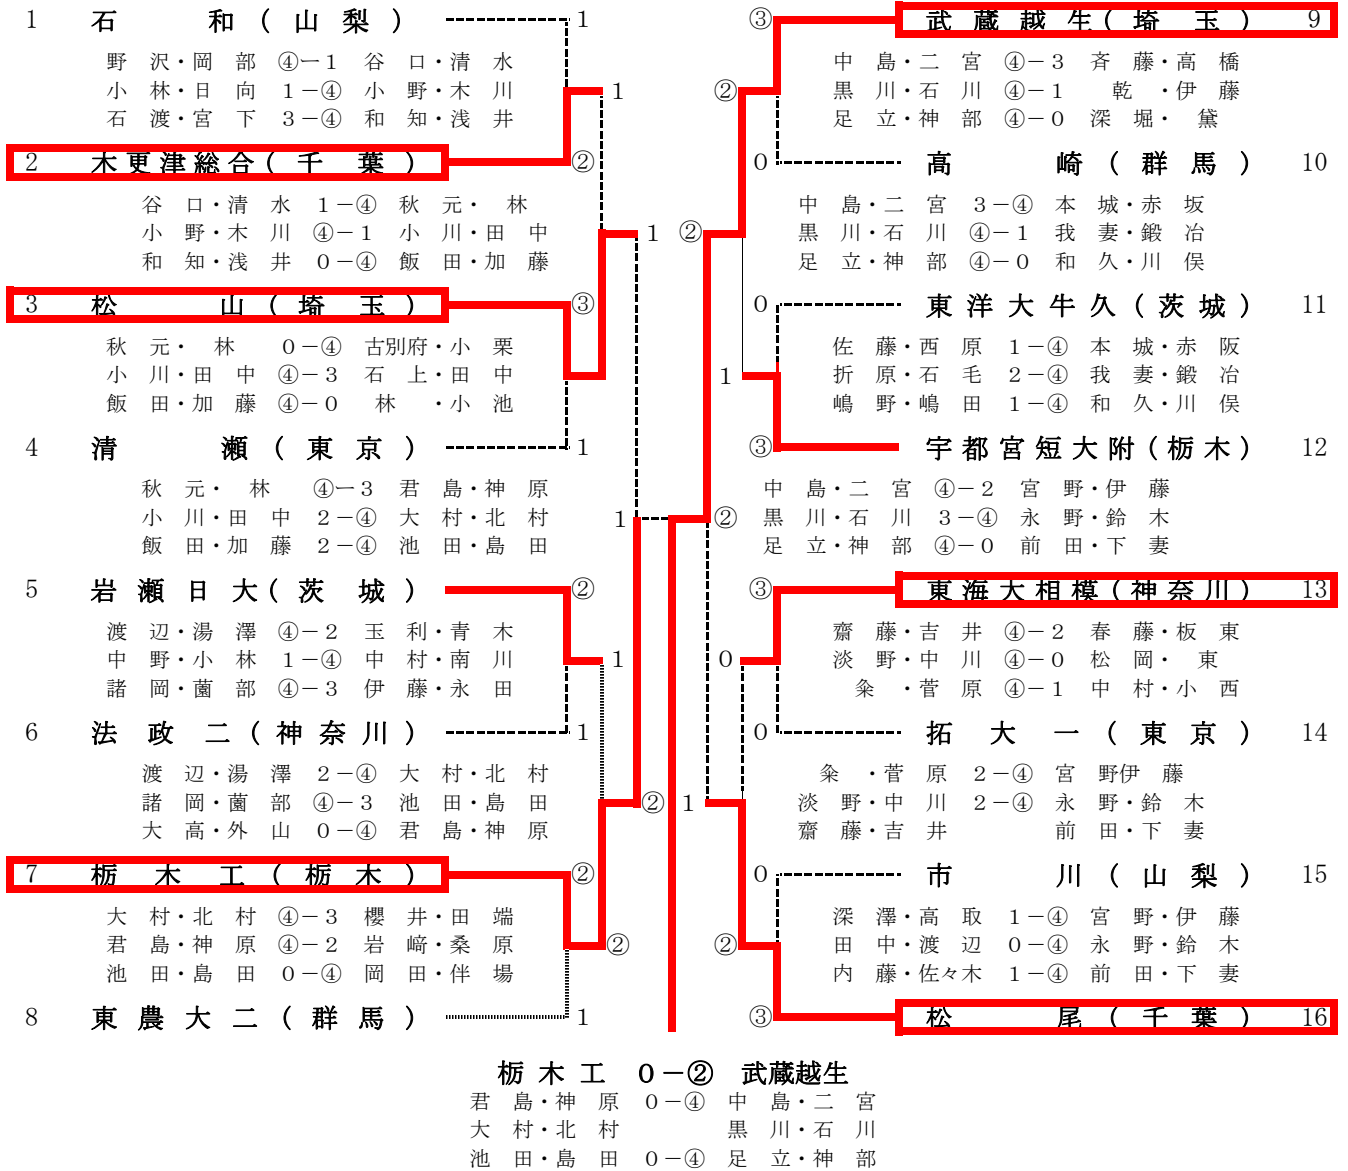 1 石和(山梨) 1
野沢・岡部 ④ー1 谷口・清水
小林・日向 1－④ 小野・木川
石渡・宮下 3－④ 和知・浅井
1
2 木更津総合(千葉) ②
谷口・清水 1－④ 秋元・林
小野・木川 ④－1 小川・田中
和知・浅井 0－④ 飯田・加藤
1
3 松山(埼玉) ③
秋元・林 0－④ 古別府・小栗
小川・田中 ④－3 石上・田中
飯田・加藤 ④－0 林・小池
4 清瀬(東京) 1
秋元・林 ④ー3 君島・神原
小川・田中 2－④ 大村・北村
飯田・加藤 2－④ 池田・島田
1
5 岩瀬日大(茨城) ②
渡辺・湯澤 ④－2 玉利・青木
中野・小林 1－④ 中村・南川
諸岡・薗部 ④－3 伊藤・永田
1
6 法政二(神奈川) 1
渡辺・湯澤 2－④ 大村・北村
諸岡・薗部 ④－3 池田・島田
大高・外山 0－④ 君島・神原
②
7 栃木工(栃木) ②
大村・北村 ④－3 櫻井・田端
君島・神原 ④－2 岩﨑・桑原
池田・島田 0－④ 岡田・伴場
②
8 東農大二(群馬) 1
③ 武蔵越生(埼玉) 9
中島・二宮 ④－3 斉藤・高橋
黒川・石川 ④－1 乾・伊藤
足立・神部 ④－0 深堀・黛
②
0 高崎(群馬) 10
中島・二宮 3－④ 本城・赤坂
黒川・石川 ④－1 我妻・鍛冶
足立・神部 ④－0 和久・川俣
②
0 東洋大牛久(茨城) 11
佐藤・西原 1－④ 本城・赤阪
折原・石毛 2－④ 我妻・鍛冶
嶋野・嶋田 1－④ 和久・川俣
1
③ 宇都宮短大附(栃木) 12
中島・二宮 ④－2 宮野・伊藤
黒川・石川 3－④ 永野・鈴木
足立・神部 ④－0 前田・下妻
②
③ 東海大相模(神奈川) 13
齋藤・吉井 ④－2 春藤・板東
淡野・中川 ④－0 松岡・東
粂・菅原 ④－1 中村・小西
0
0 拓大一(東京) 14
粂・菅原 2－④ 宮野伊藤
淡野・中川 2－④ 永野・鈴木
齋藤・吉井 前田・下妻
1
0 市川(山梨) 15
深澤・高取 1－④ 宮野・伊藤
田中・渡辺 0－④ 永野・鈴木
内藤・佐々木 1－④ 前田・下妻
②
③ 松尾(千葉) 16
栃木工 0－② 武蔵越生
君島・神原 0－④ 中島・二宮
大村・北村 黒川・石川
池田・島田 0－④ 足立・神部